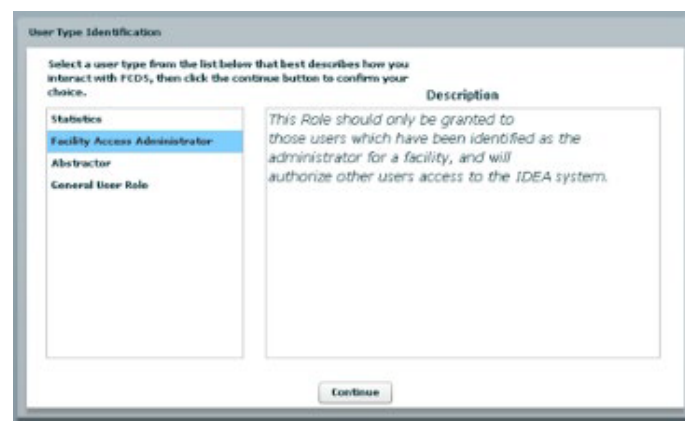 User Type Identification
Select a user type from the list below that best describes how you
interact with FCDS, then click the continue button to confirm your
choice.
Description
Statistics
Facility Access Administrator
Abstractor
General User Role
This Role should only be granted to
those users which have been identified as the
administrator for a facility, and will
authorize other users access to the IDEA system.
Continue